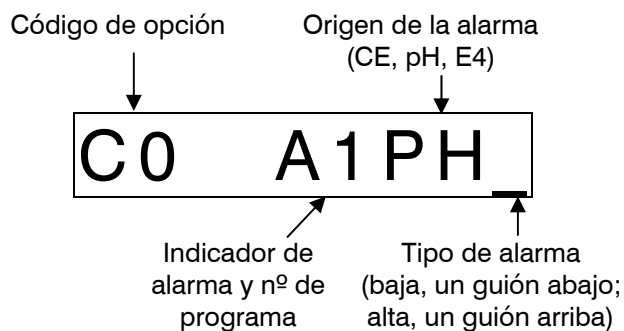 Código de opción
Origen de la alarma
(CE, pH, E4)
C0 A1PH_
Indicador de
alarma y nº de
programa
Tipo de alarma
(baja, un guión abajo;
alta, un guión arriba)